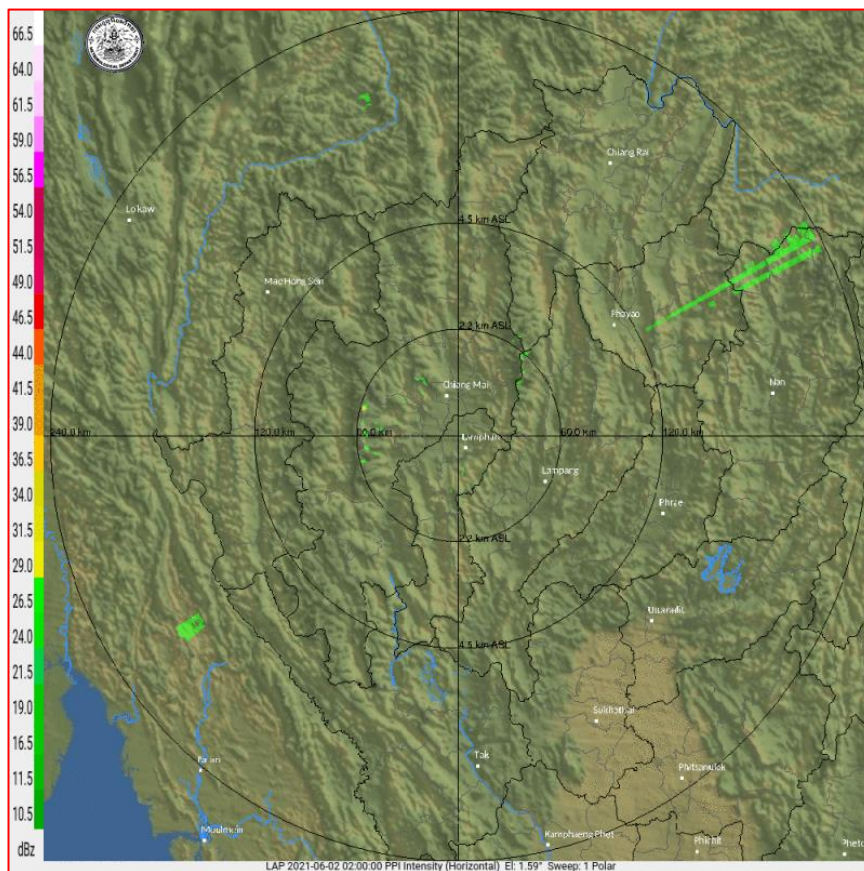 66.5
64.0
61.5
59.0
56.5
54.0
51.5
49.0
46.5
44.0
41.5
39.0
36.5
34.0
31.5
29.0
26.5
24.0
21.5
19.0
16.5
11.5
10.5
dBz
Chiang Rai
Loikaw
4.5 km ASL
Mae Hong Son
Phayao
2.2 km ASL
Chiang Mai
Nan
240.0 km
120.0 km
60.0 km
60.0 km
120.0 km
Lamphun
Lampang
Phrae
2.2 km ASL
Uttaradit
4.5 km ASL
Sukhothai
Tak
Pa-an
Phitsanulok
Moulmein
Kamphaeng Phet
Phichit
Phetc
LAP 2021-06-02 02:00:00 PPI Intensity (Horizontal) El: 1.59° Sweep: 1 Polar